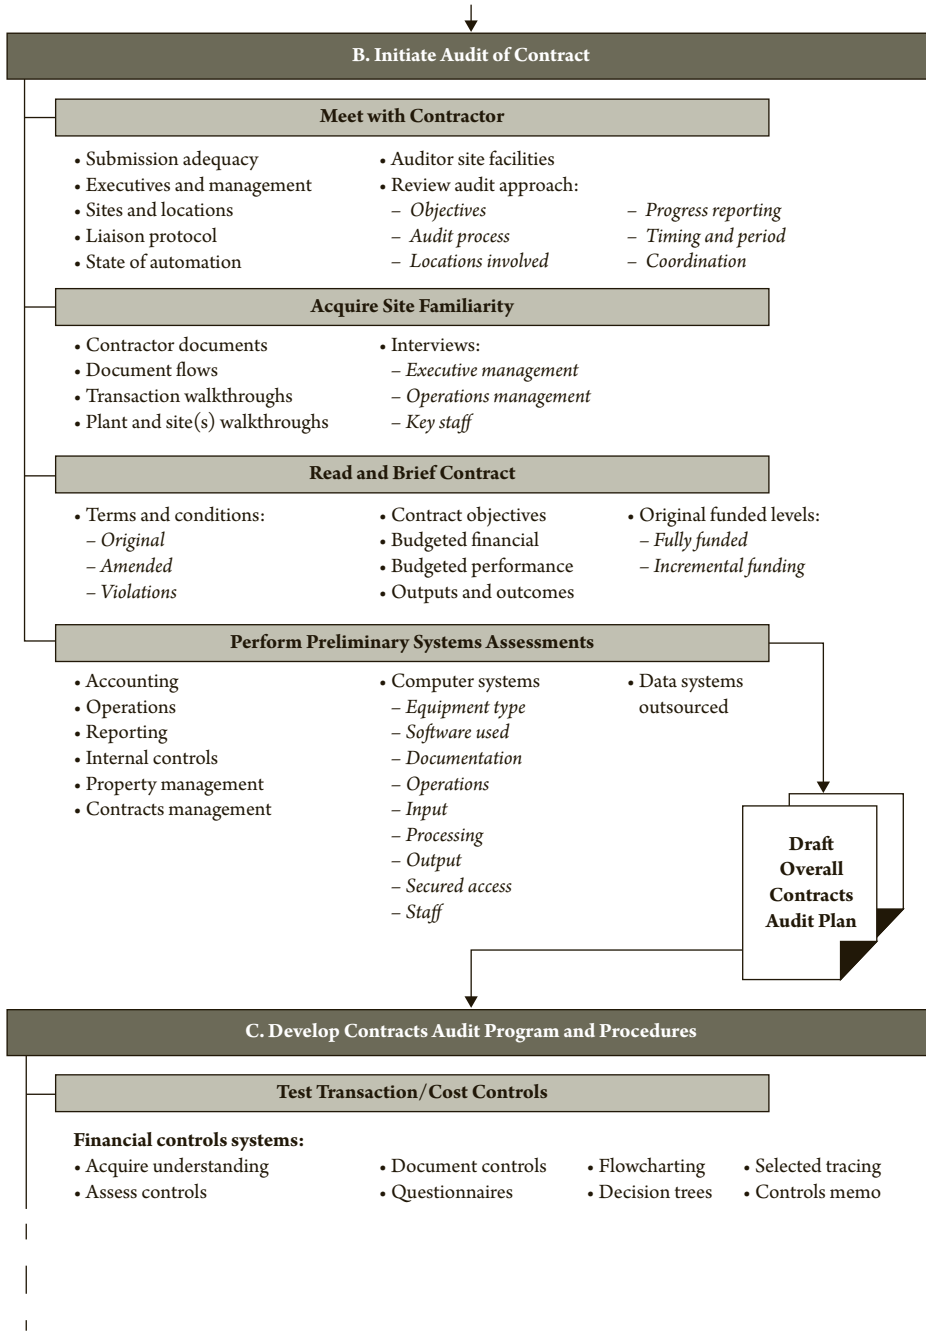 B. Initiate Audit of Contract
Meet with Contractor
• Submission adequacy
• Executives and management
• Sites and locations
• Liaison protocol
• State of automation
• Auditor site facilities
• Review audit approach:
– Objectives
– Audit process
– Locations involved
– Progress reporting
– Timing and period
– Coordination
Acquire Site Familiarity
• Contractor documents
• Document flows
• Transaction walkthroughs
• Plant and site(s) walkthroughs
• Interviews:
– Executive management
– Operations management
– Key staff
Read and Brief Contract
• Terms and conditions:
– Original
– Amended
– Violations
• Contract objectives
• Budgeted financial
• Budgeted performance
• Outputs and outcomes
• Original funded levels:
– Fully funded
– Incremental funding
Perform Preliminary Systems Assessments
• Accounting
• Operations
• Reporting
• Internal controls
• Property management
• Contracts management
• Computer systems
– Equipment type
– Software used
– Documentation
– Operations
– Input
– Processing
– Output
– Secured access
– Staff
• Data systems
outsourced
Draft
Overall
Contracts
Audit Plan
C. Develop Contracts Audit Program and Procedures
Test Transaction/Cost Controls
Financial controls systems:
• Acquire understanding
• Assess controls
• Document controls
• Questionnaires
• Flowcharting
• Decision trees
• Selected tracing
• Controls memo